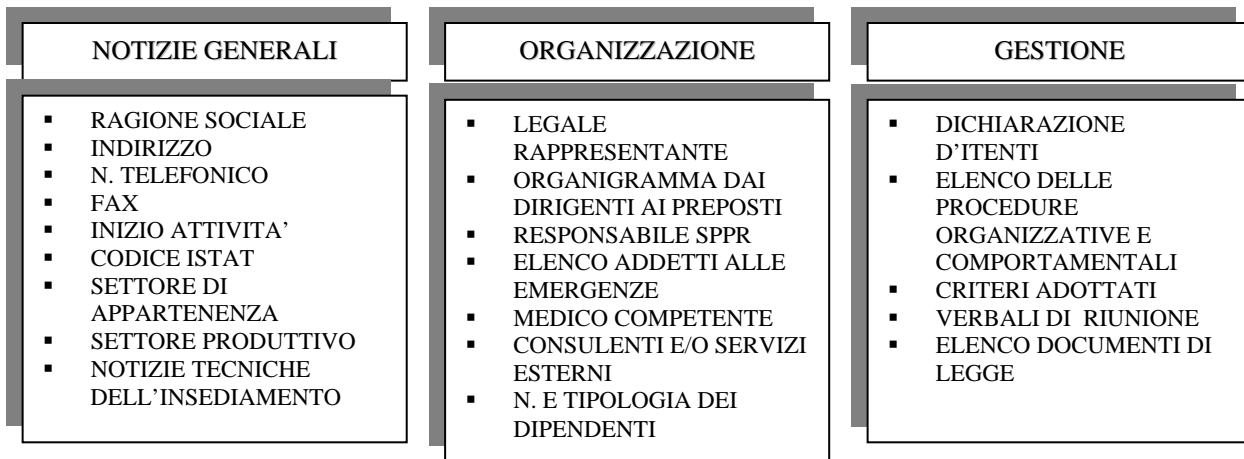 NOTIZIE GENERALI
▪ RAGIONE SOCIALE
▪ INDIRIZZO
▪ N. TELEFONICO
▪ FAX
▪ INIZIO ATTIVITA’
▪ CODICE ISTAT
▪ SETTORE DI
APPARTENENZA
▪ SETTORE PRODUTTIVO
▪ NOTIZIE TECNICHE
DELL’INSEDIAMENTO
ORGANIZZAZIONE
▪ LEGALE
RAPPRESENTANTE
▪ ORGANIGRAMMA DAI
DIRIGENTI AI PREPOSTI
▪ RESPONSABILE SPPR
▪ ELENCO ADDETTI ALLE
EMERGENZE
▪ MEDICO COMPETENTE
▪ CONSULENTI E/O SERVIZI
ESTERNI
▪ N. E TIPOLOGIA DEI
DIPENDENTI
GESTIONE
▪ DICHIARAZIONE
D’ITENTI
▪ ELENCO DELLE
PROCEDURE
ORGANIZZATIVE E
COMPORTAMENTALI
▪ CRITERI ADOTTATI
▪ VERBALI DI RIUNIONE
▪ ELENCO DOCUMENTI DI
LEGGE